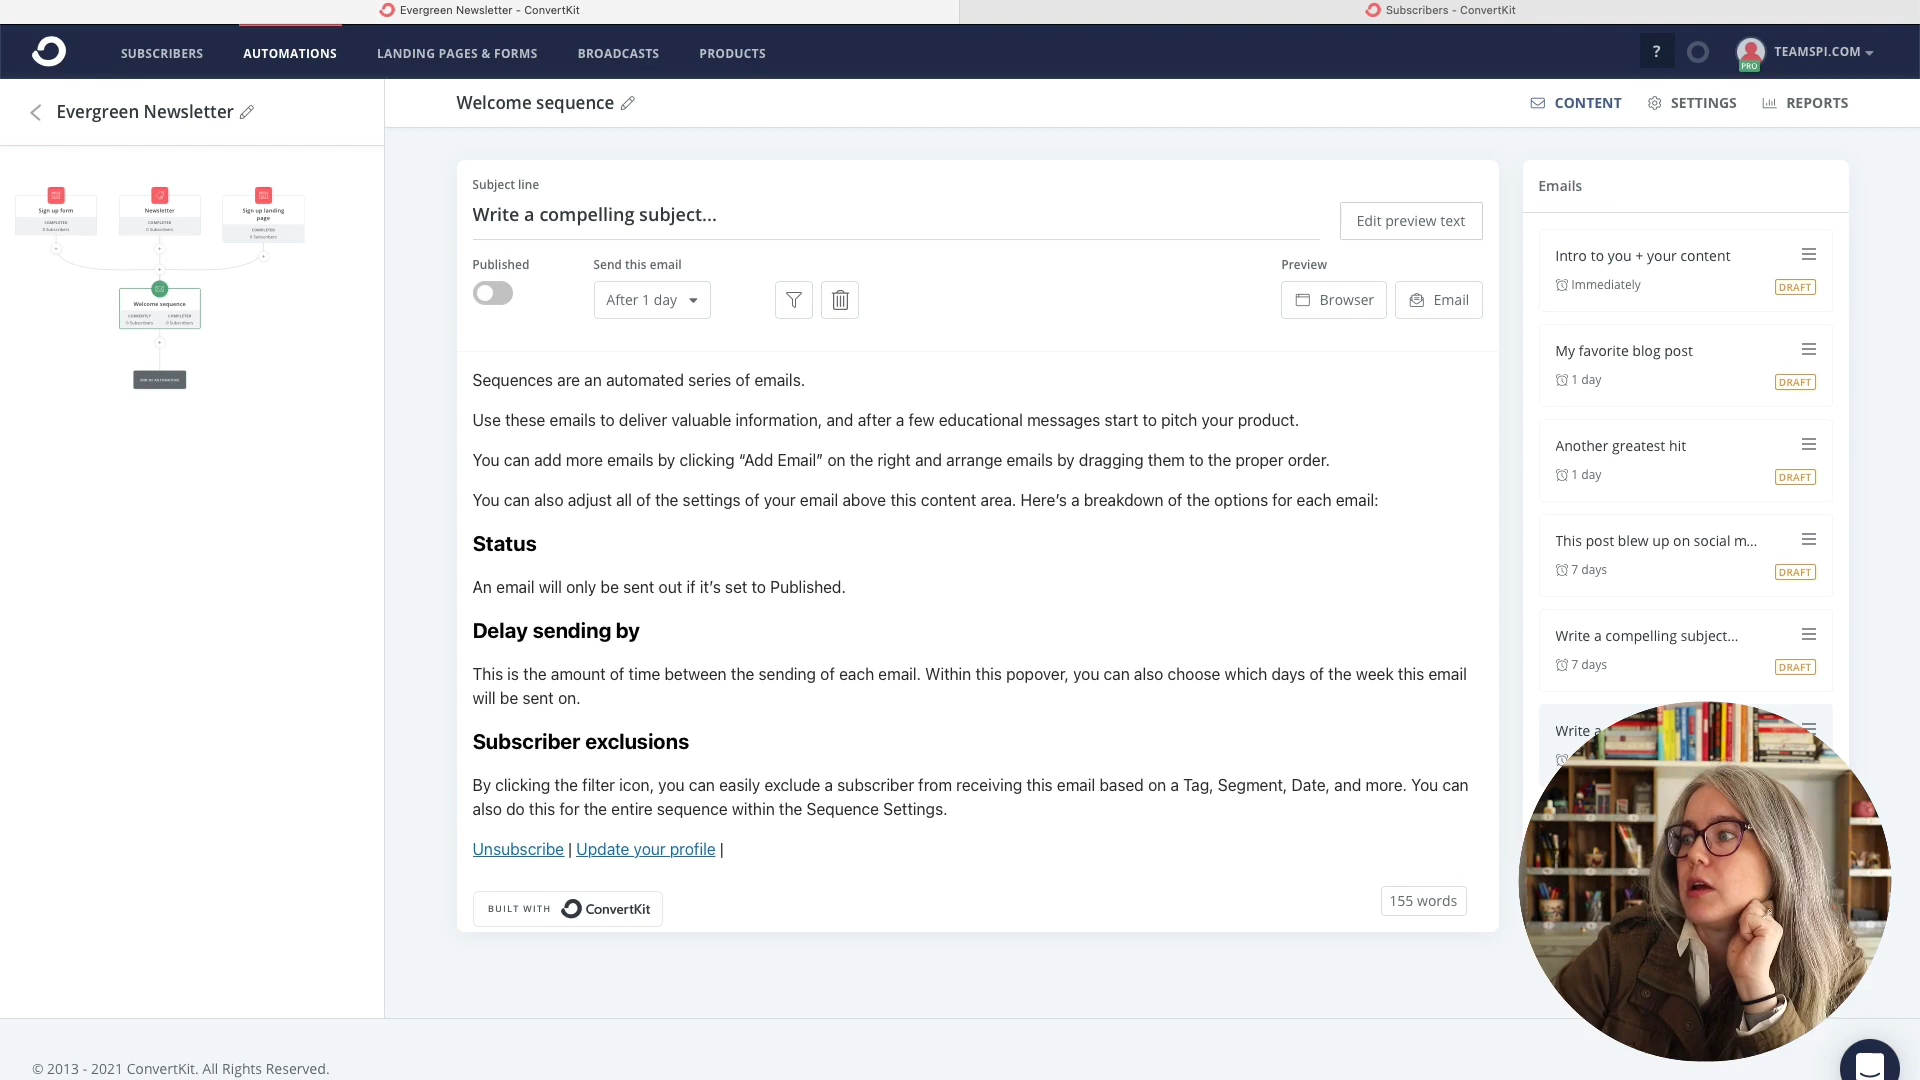 Evergreen Newsletter - ConvertKit
Subscribers - ConvertKit
SUBSCRIBERS
AUTOMATIONS
LANDING PAGES & FORMS
BROADCASTS
PRODUCTS
?
PRO
TEAMSPI.COM
Evergreen Newsletter
Welcome sequence
CONTENT
SETTINGS
REPORTS
Sign up form
COMPLETED
0 Subscribers
Newsletter
COMPLETED
0 Subscribers
Sign up landing
page
COMPLETED
0 Subscribers
Welcome sequence
CURRENTLY
COMPLETED
0 Subscribers
0 Subscribers
END OF AUTOMATION
Subject line
Write a compelling subject...
Edit preview text
Published
Send this email
After 1 day
Preview
Browser
Email
Sequences are an automated series of emails.
Use these emails to deliver valuable information, and after a few educational messages start to pitch your product.
You can add more emails by clicking “Add Email” on the right and arrange emails by dragging them to the proper order.
You can also adjust all of the settings of your email above this content area. Here’s a breakdown of the options for each email:
Status
An email will only be sent out if it’s set to Published.
Delay sending by
This is the amount of time between the sending of each email. Within this popover, you can also choose which days of the week this email
will be sent on.
Subscriber exclusions
By clicking the filter icon, you can easily exclude a subscriber from receiving this email based on a Tag, Segment, Date, and more. You can
also do this for the entire sequence within the Sequence Settings.
Unsubscribe | Update your profile |
BUILT WITH ConvertKit
155 words
Emails
Intro to you + your content
Immediately
DRAFT
My favorite blog post
1 day
DRAFT
Another greatest hit
1 day
DRAFT
This post blew up on social m...
7 days
DRAFT
Write a compelling subject...
7 days
DRAFT
Write a
© 2013 - 2021 ConvertKit. All Rights Reserved.